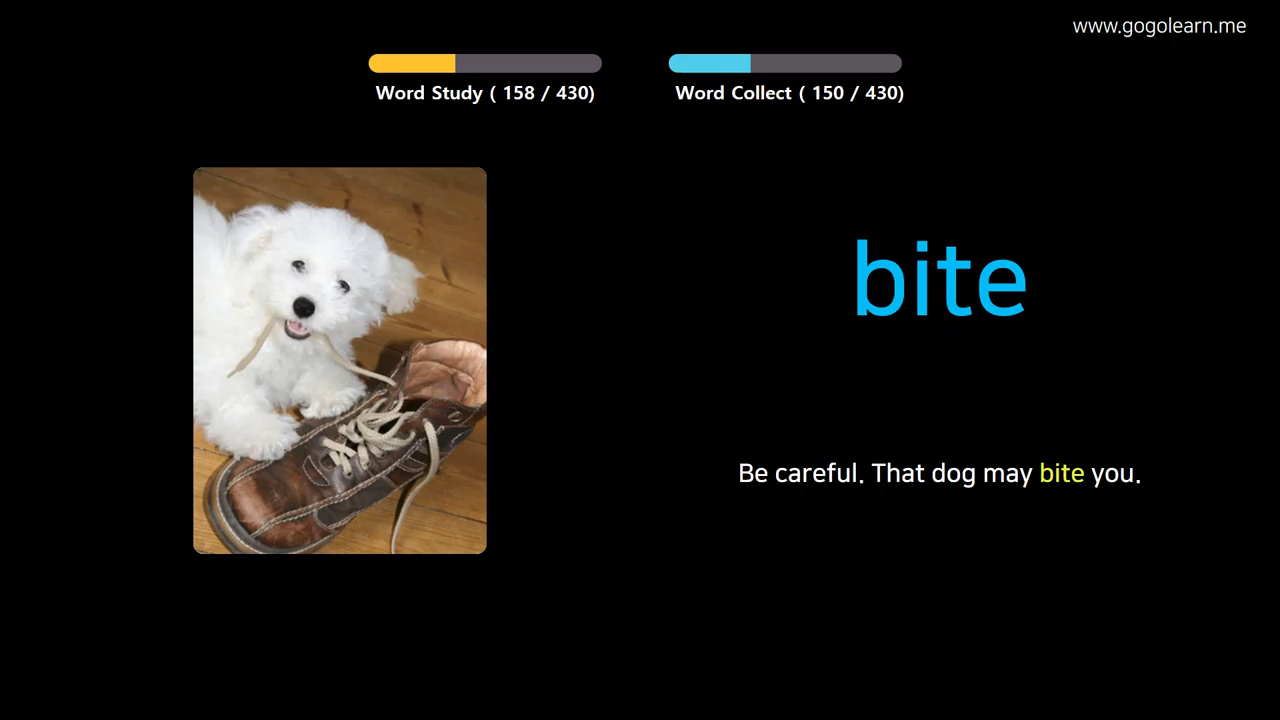 www.gogolearn.me
Word Study ( 158 / 430)
Word Collect ( 150 / 430)
bite
Be careful. That dog may bite you.